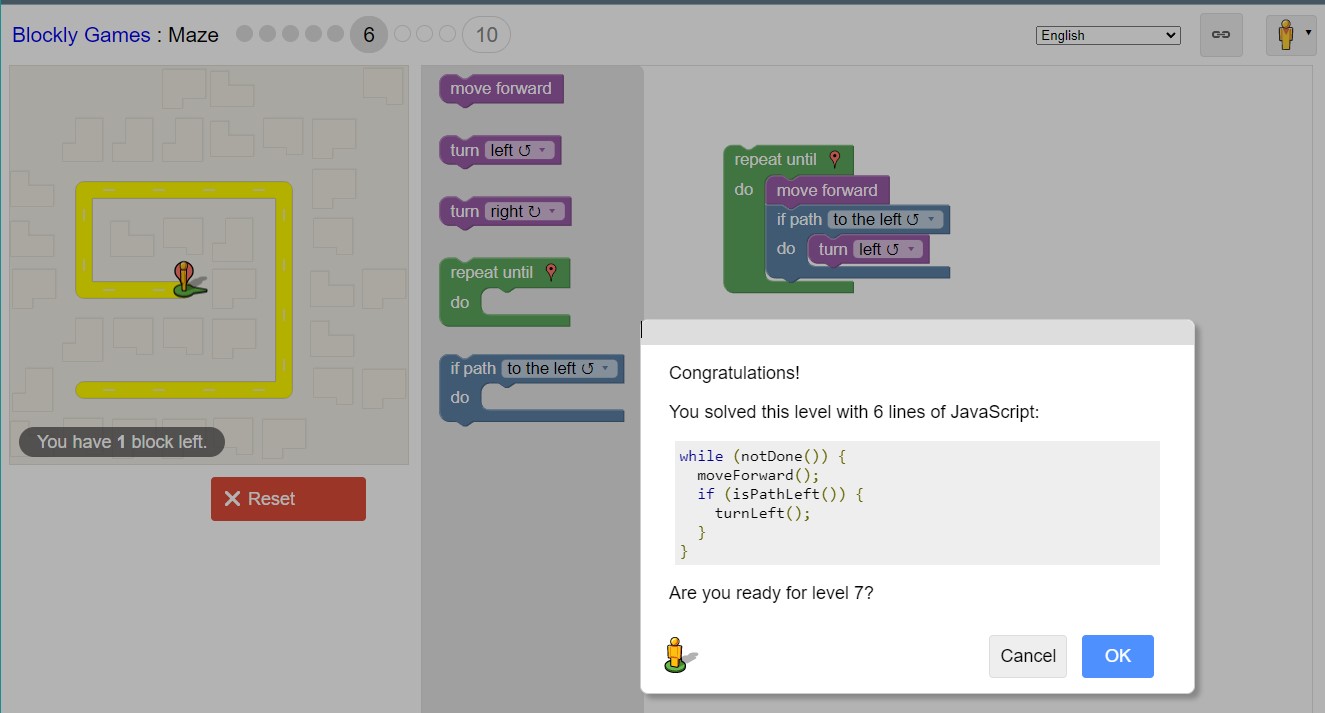 Blockly Games : Maze 6 10
English
move forward
turn left ↺
turn right ↻
repeat until
do
if path to the left ↺
do
You have 1 block left.
Reset
repeat until
do move forward
if path to the left ↺
do turn left ↺
Congratulations!
You solved this level with 6 lines of JavaScript:
while (notDone()) {
  moveForward();
  if (isPathLeft()) {
    turnLeft();
  }
}
Are you ready for level 7?
Cancel OK